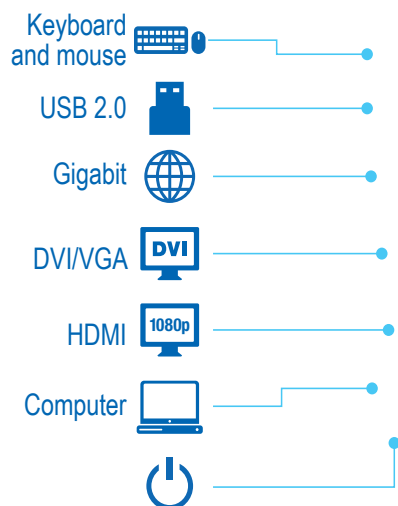 Keyboard
and mouse
USB 2.0
Gigabit
DVI/VGA
DVI
HDMI
1080p
Computer